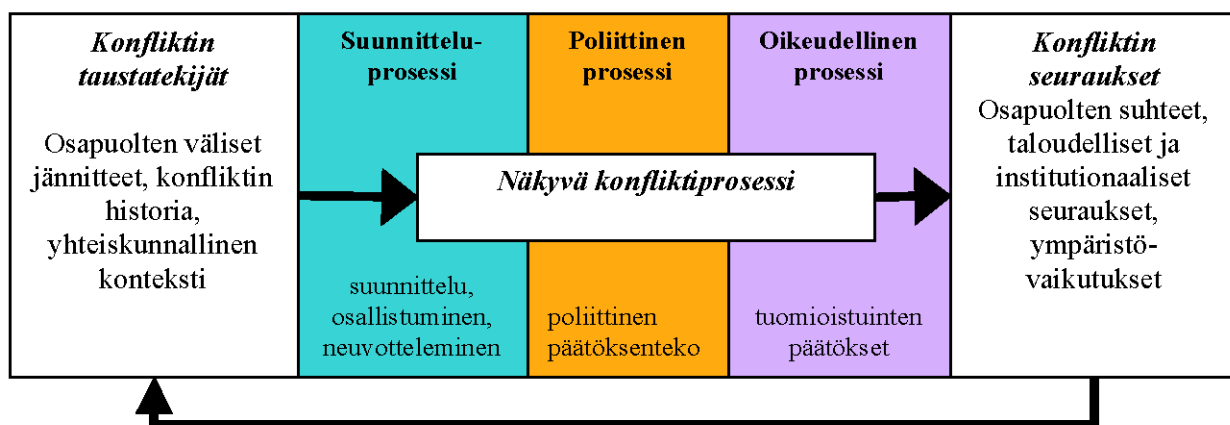 Konfliktin
taustatekijät
Osapuolten väliset
jännitteet, konfliktin
historia,
yhteiskunnallinen
konteksti
Suunnittelu-
prosessi
suunnittelu,
osallistuminen,
neuvotteleminen
Poliittinen
prosessi
poliittinen
päätöksenteko
Oikeudellinen
prosessi
tuomioistuinten
päätökset
Näkyvä konfliktiprosessi
Konfliktin
seuraukset
Osapuolten suhteet,
taloudelliset ja
institutionaaliset
seuraukset,
ympäristö-
vaikutukset